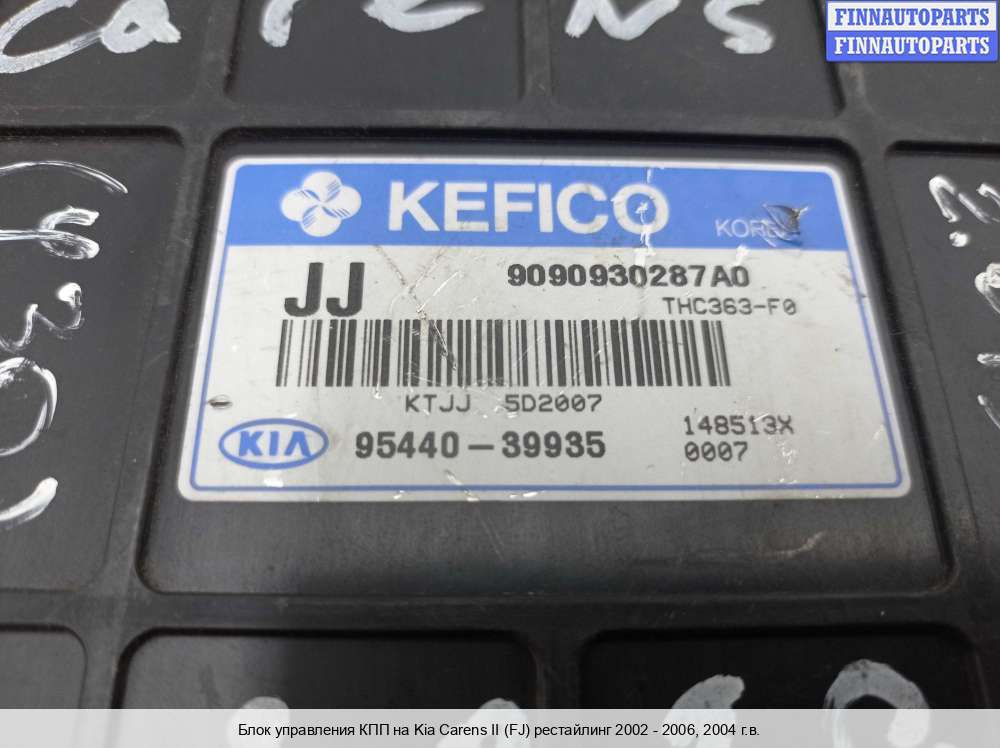 Carens
FINNAUTOPARTS
FINNAUTOPARTS
KEFICO
KOREA
JJ
9090930287A0
THC363-F0
KTJJ 5D2007
KIA
95440-39935
148513X
0007
Блок управления КПП на Kia Carens II (FJ) рестайлинг 2002 - 2006, 2004 г.в.